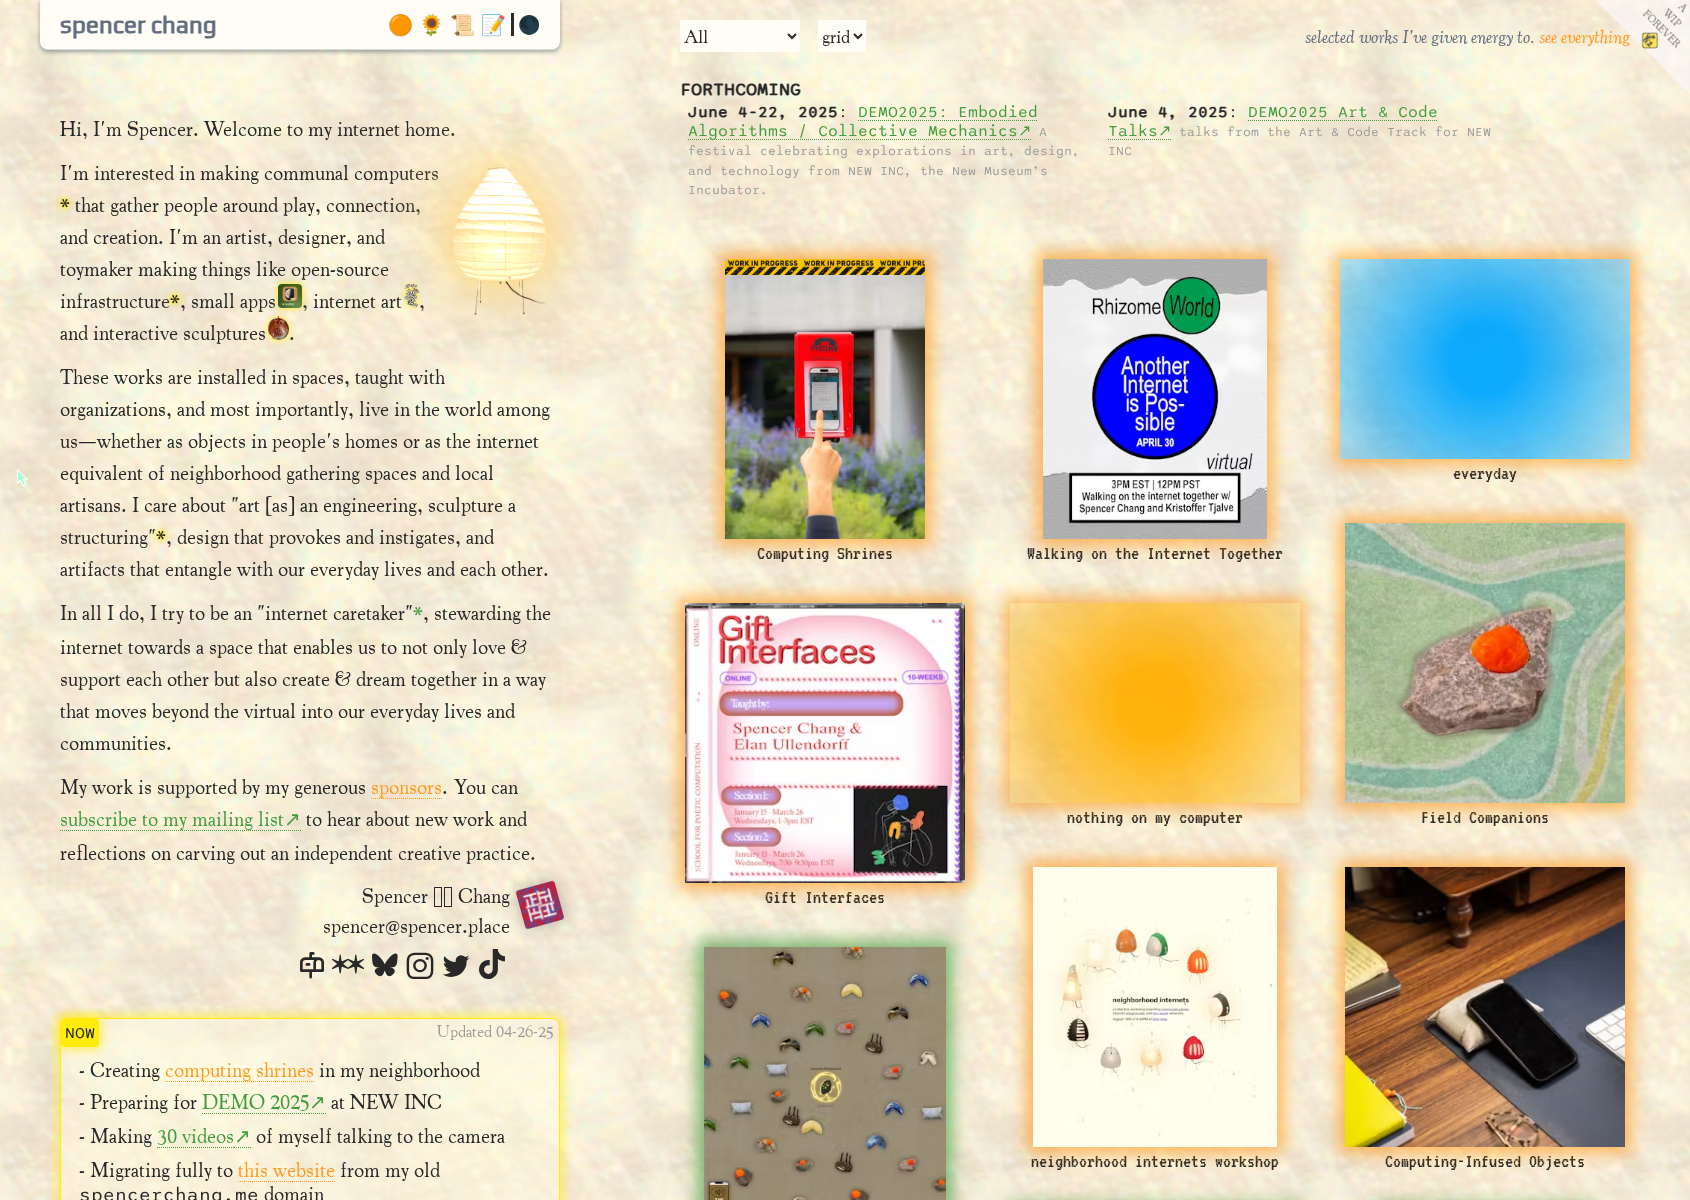 spencer chang
Hi, I'm Spencer. Welcome to my internet home.
I'm interested in making communal computers
* that gather people around play, connection,
and creation. I'm an artist, designer, and
toymaker making things like open-source
infrastructure*, small apps, internet art,
and interactive sculptures.
These works are installed in spaces, taught with
organizations, and most importantly, live in the world among
us—whether as objects in people's homes or as the internet
equivalent of neighborhood gathering spaces and local
artisans. I care about "art [as] an engineering, sculpture a
structuring"*, design that provokes and instigates, and
artifacts that entangle with our everyday lives and each other.
In all I do, I try to be an "internet caretaker"*, stewarding the
internet towards a space that enables us to not only love &
support each other but also create & dream together in a way
that moves beyond the virtual into our everyday lives and
communities.
My work is supported by my generous sponsors. You can
subscribe to my mailing list↗ to hear about new work and
reflections on carving out an independent creative practice.
Spencer Chang
spencer@spencer.place
NOW
Updated 04-26-25
- Creating computing shrines in my neighborhood
- Preparing for DEMO 2025↗ at NEW INC
- Making 30 videos↗ of myself talking to the camera
- Migrating fully to this website from my old
spencerchang.me domain
All
grid
selected works I've given energy to. see everything
A
WIP
FOREVER
FORTHCOMING
June 4-22, 2025: DEMO2025: Embodied
Algorithms / Collective Mechanics↗ A
festival celebrating explorations in art, design,
and technology from NEW INC, the New Museum's
Incubator.
June 4, 2025: DEMO2025 Art & Code
Talks↗ talks from the Art & Code Track for NEW
INC
WORK IN PROGRESS WORK IN PROGRESS WORK IN PRO
PHONE
Computing Shrines
Rhizome World
Another
Internet
is Pos-
sible
APRIL 30
virtual
3PM EST | 12PM PST
Walking on the internet together w/
Spencer Chang and Kristoffer Tjalve
Walking on the Internet Together
everyday
Gift
Interfaces
ONLINE
10-WEEKS
Taught by:
Spencer Chang &
Elan Ullendorff
Section 1:
January 15 - March 26
Wednesdays, 1-3pm EST
Section 2:
January 15 - March 26
Wednesdays, 7:30-9:30pm EST
SCHOOL FOR POETIC COMPUTATION
ONLINE
Gift Interfaces
nothing on my computer
Field Companions
neighborhood internets
neighborhood internets workshop
Computing-Infused Objects